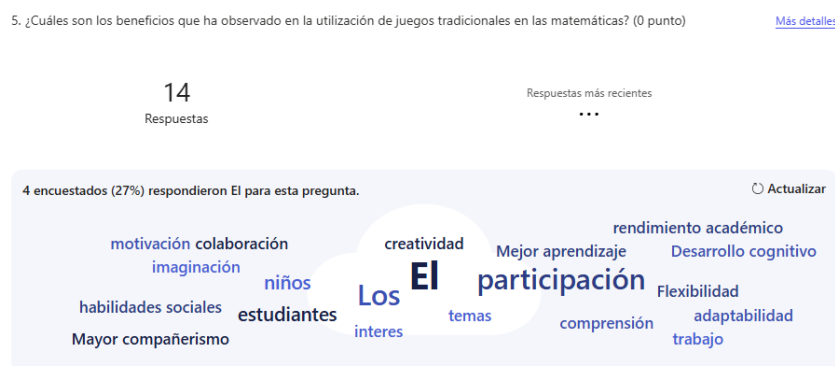 5. ¿Cuáles son los beneficios que ha observado en la utilización de juegos tradicionales en las matemáticas? (0 punto)
Más detalles
14
Respuestas
Respuestas más recientes
...
4 encuestados (27%) respondieron El para esta pregunta.
Actualizar
rendimiento académico
motivación colaboración
creatividad
Mejor aprendizaje
Desarrollo cognitivo
imaginación
niños
Los
El
participación
Flexibilidad
habilidades sociales
estudiantes
temas
adaptabilidad
interes
comprensión
Mayor compañerismo
trabajo